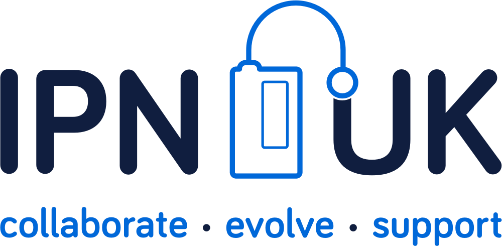 IPN UK
collaborate • evolve • support